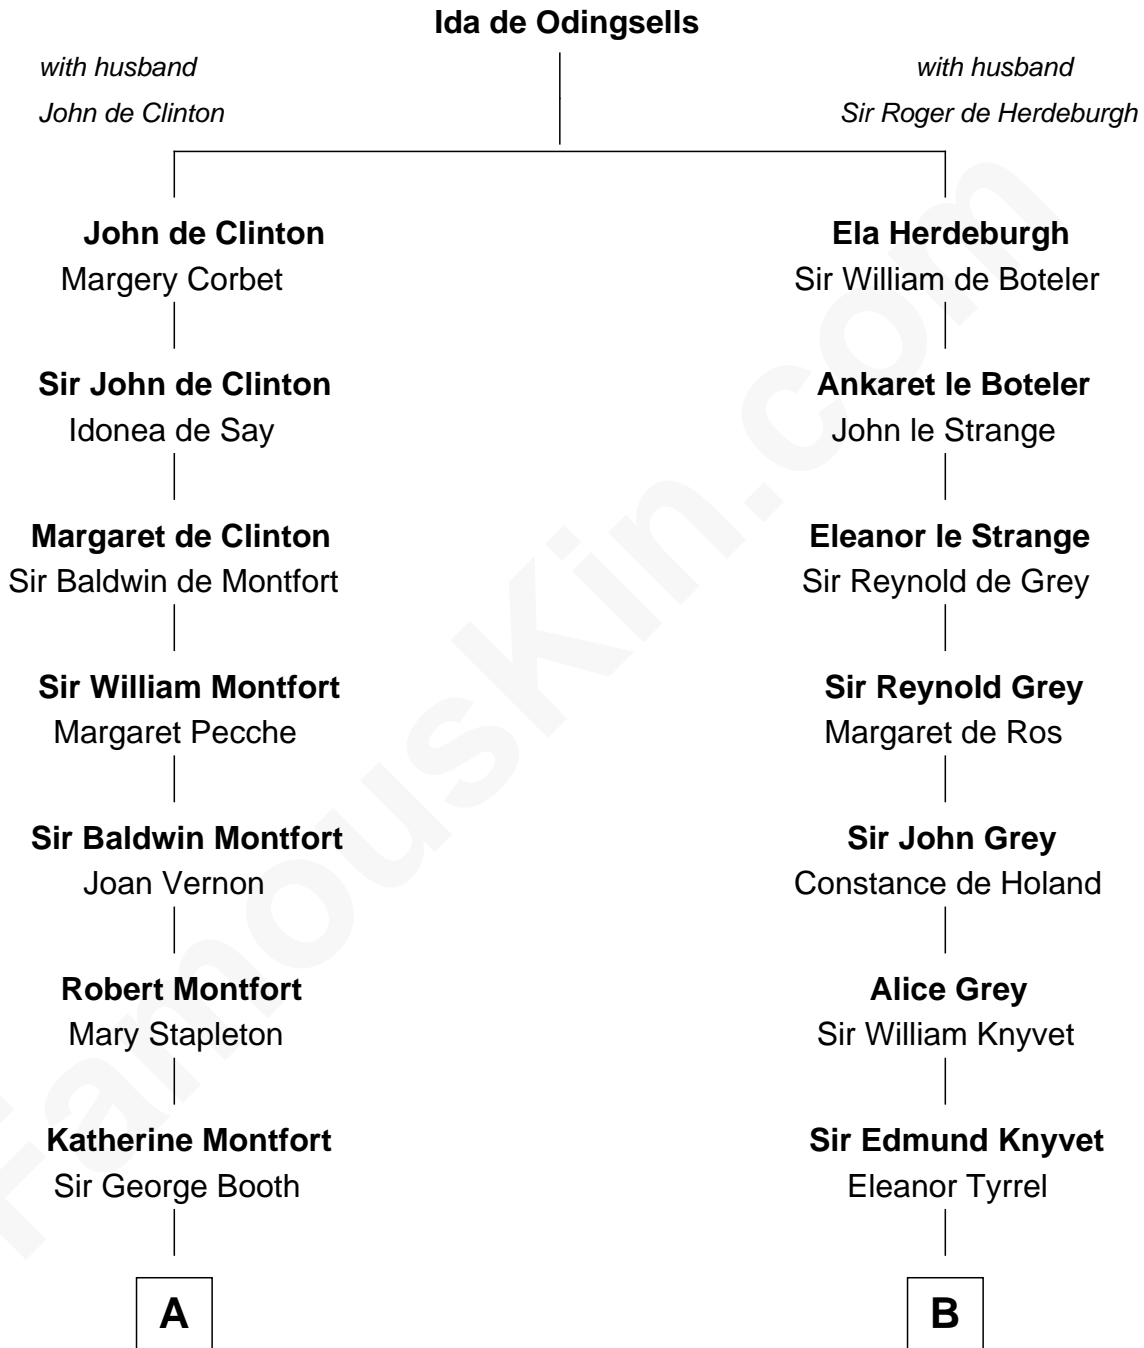 Ida de Odingsells
with husband
John de Clinton
with husband
Sir Roger de Herdeburgh
John de Clinton
Margery Corbet
Sir John de Clinton
Idonea de Say
Margaret de Clinton
Sir Baldwin de Montfort
Sir William Montfort
Margaret Pecche
Sir Baldwin Montfort
Joan Vernon
Robert Montfort
Mary Stapleton
Katherine Montfort
Sir George Booth
A
Ela Herdeburgh
Sir William de Boteler
Ankaret le Boteler
John le Strange
Eleanor le Strange
Sir Reynold de Grey
Sir Reynold Grey
Margaret de Ros
Sir John Grey
Constance de Holand
Alice Grey
Sir William Knyvet
Sir Edmund Knyvet
Eleanor Tyrrel
B
FamousKin.com